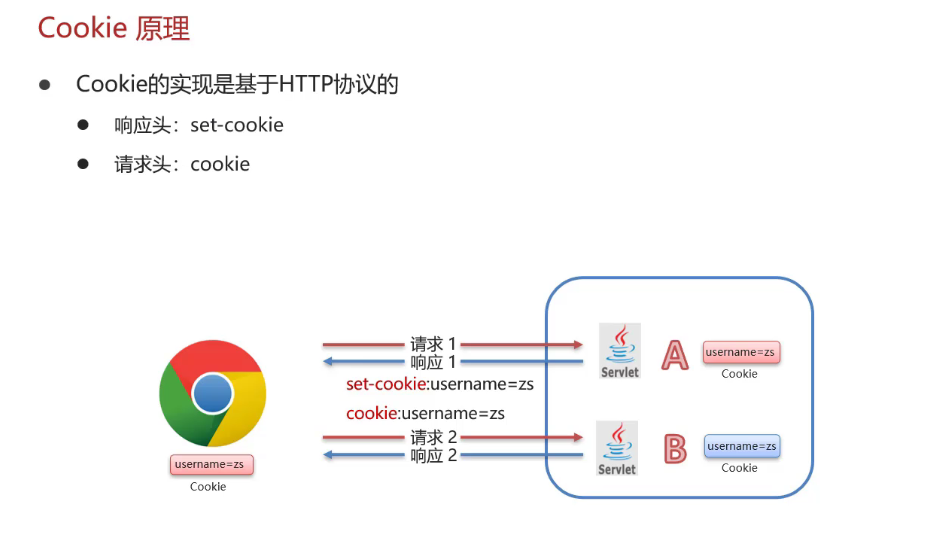 Cookie 原理
● Cookie的实现是基于HTTP协议的
● 响应头：set-cookie
● 请求头：cookie
请求 1
响应 1
set-cookie:username=zs
cookie:username=zs
请求 2
响应 2
username=zs
Cookie
Servlet
A
username=zs
Cookie
Servlet
B
username=zs
Cookie